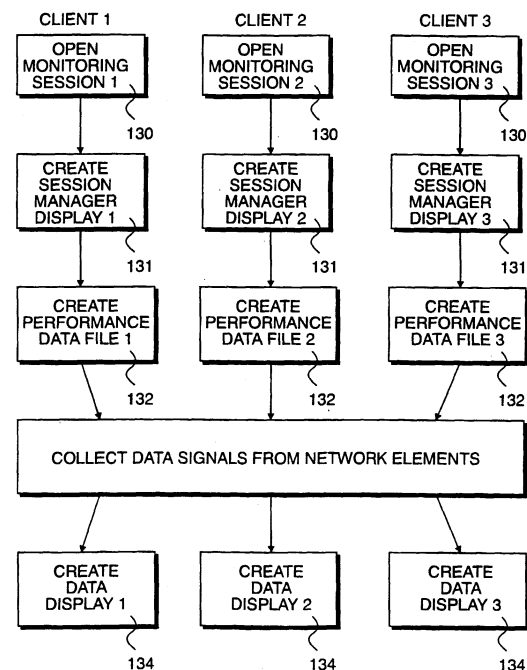 CLIENT 1
CLIENT 2
CLIENT 3
OPEN
MONITORING
SESSION 1
OPEN
MONITORING
SESSION 2
OPEN
MONITORING
SESSION 3
130
130
130
CREATE
SESSION
MANAGER
DISPLAY 1
CREATE
SESSION
MANAGER
DISPLAY 2
CREATE
SESSION
MANAGER
DISPLAY 3
131
131
131
CREATE
PERFORMANCE
DATA FILE 1
CREATE
PERFORMANCE
DATA FILE 2
CREATE
PERFORMANCE
DATA FILE 3
132
132
132
COLLECT DATA SIGNALS FROM NETWORK ELEMENTS
CREATE
DATA
DISPLAY 1
CREATE
DATA
DISPLAY 2
CREATE
DATA
DISPLAY 3
134
134
134